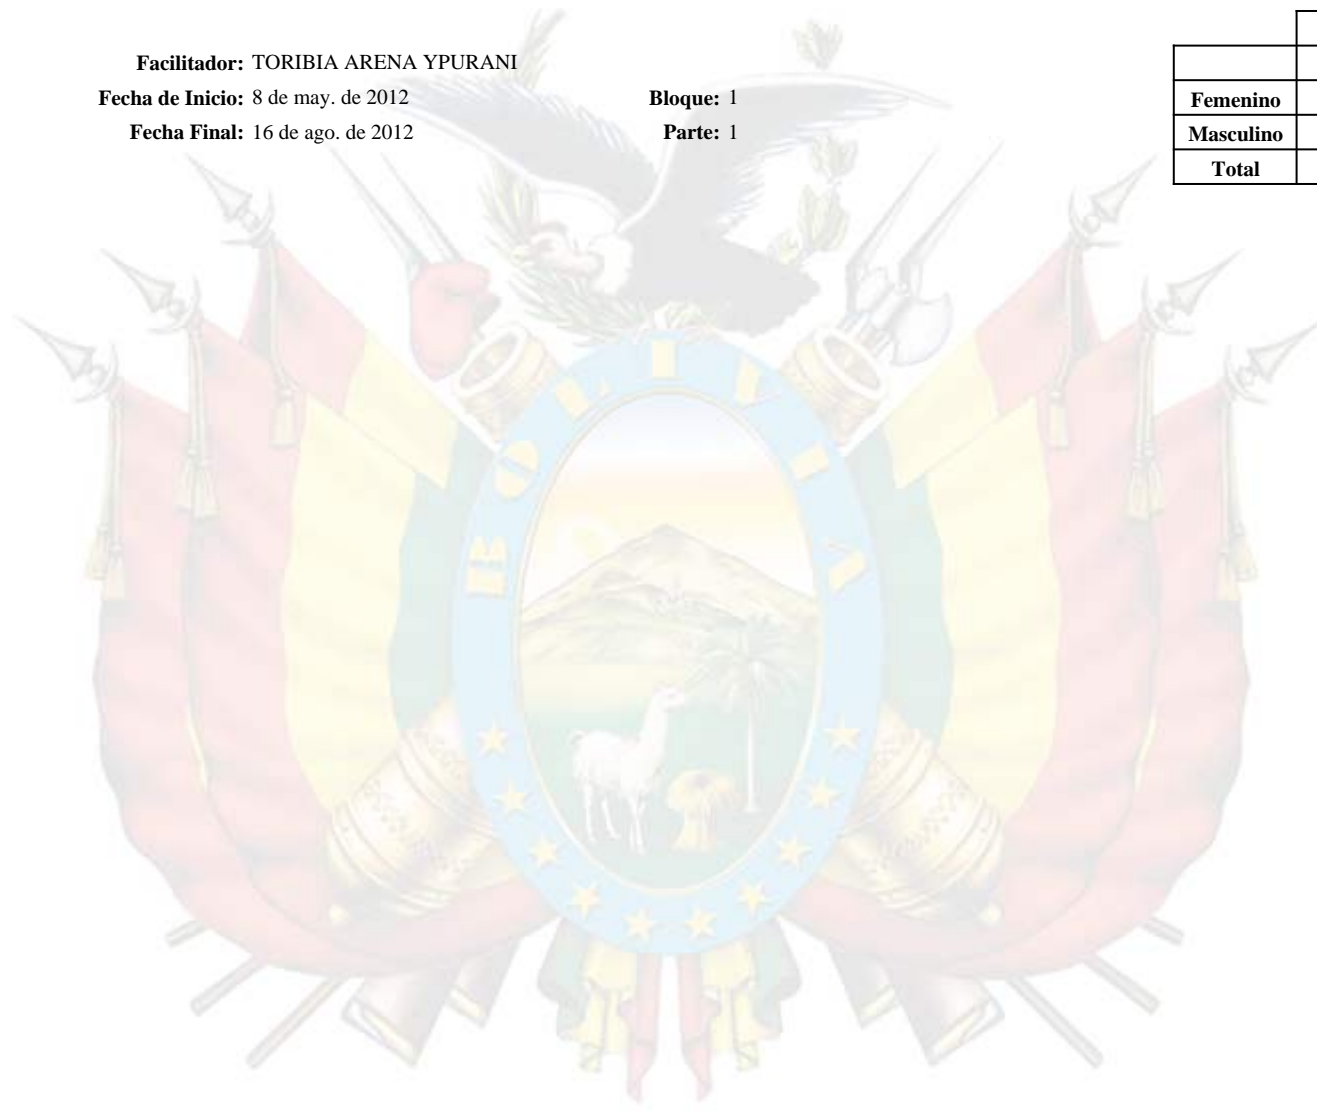 Facilitador: TORIBIA ARENA YPURANI
Fecha de Inicio: 8 de may. de 2012 Bloque: 1
Fecha Final: 16 de ago. de 2012 Parte: 1
Femenino
Masculino
Total
BOLIVIA